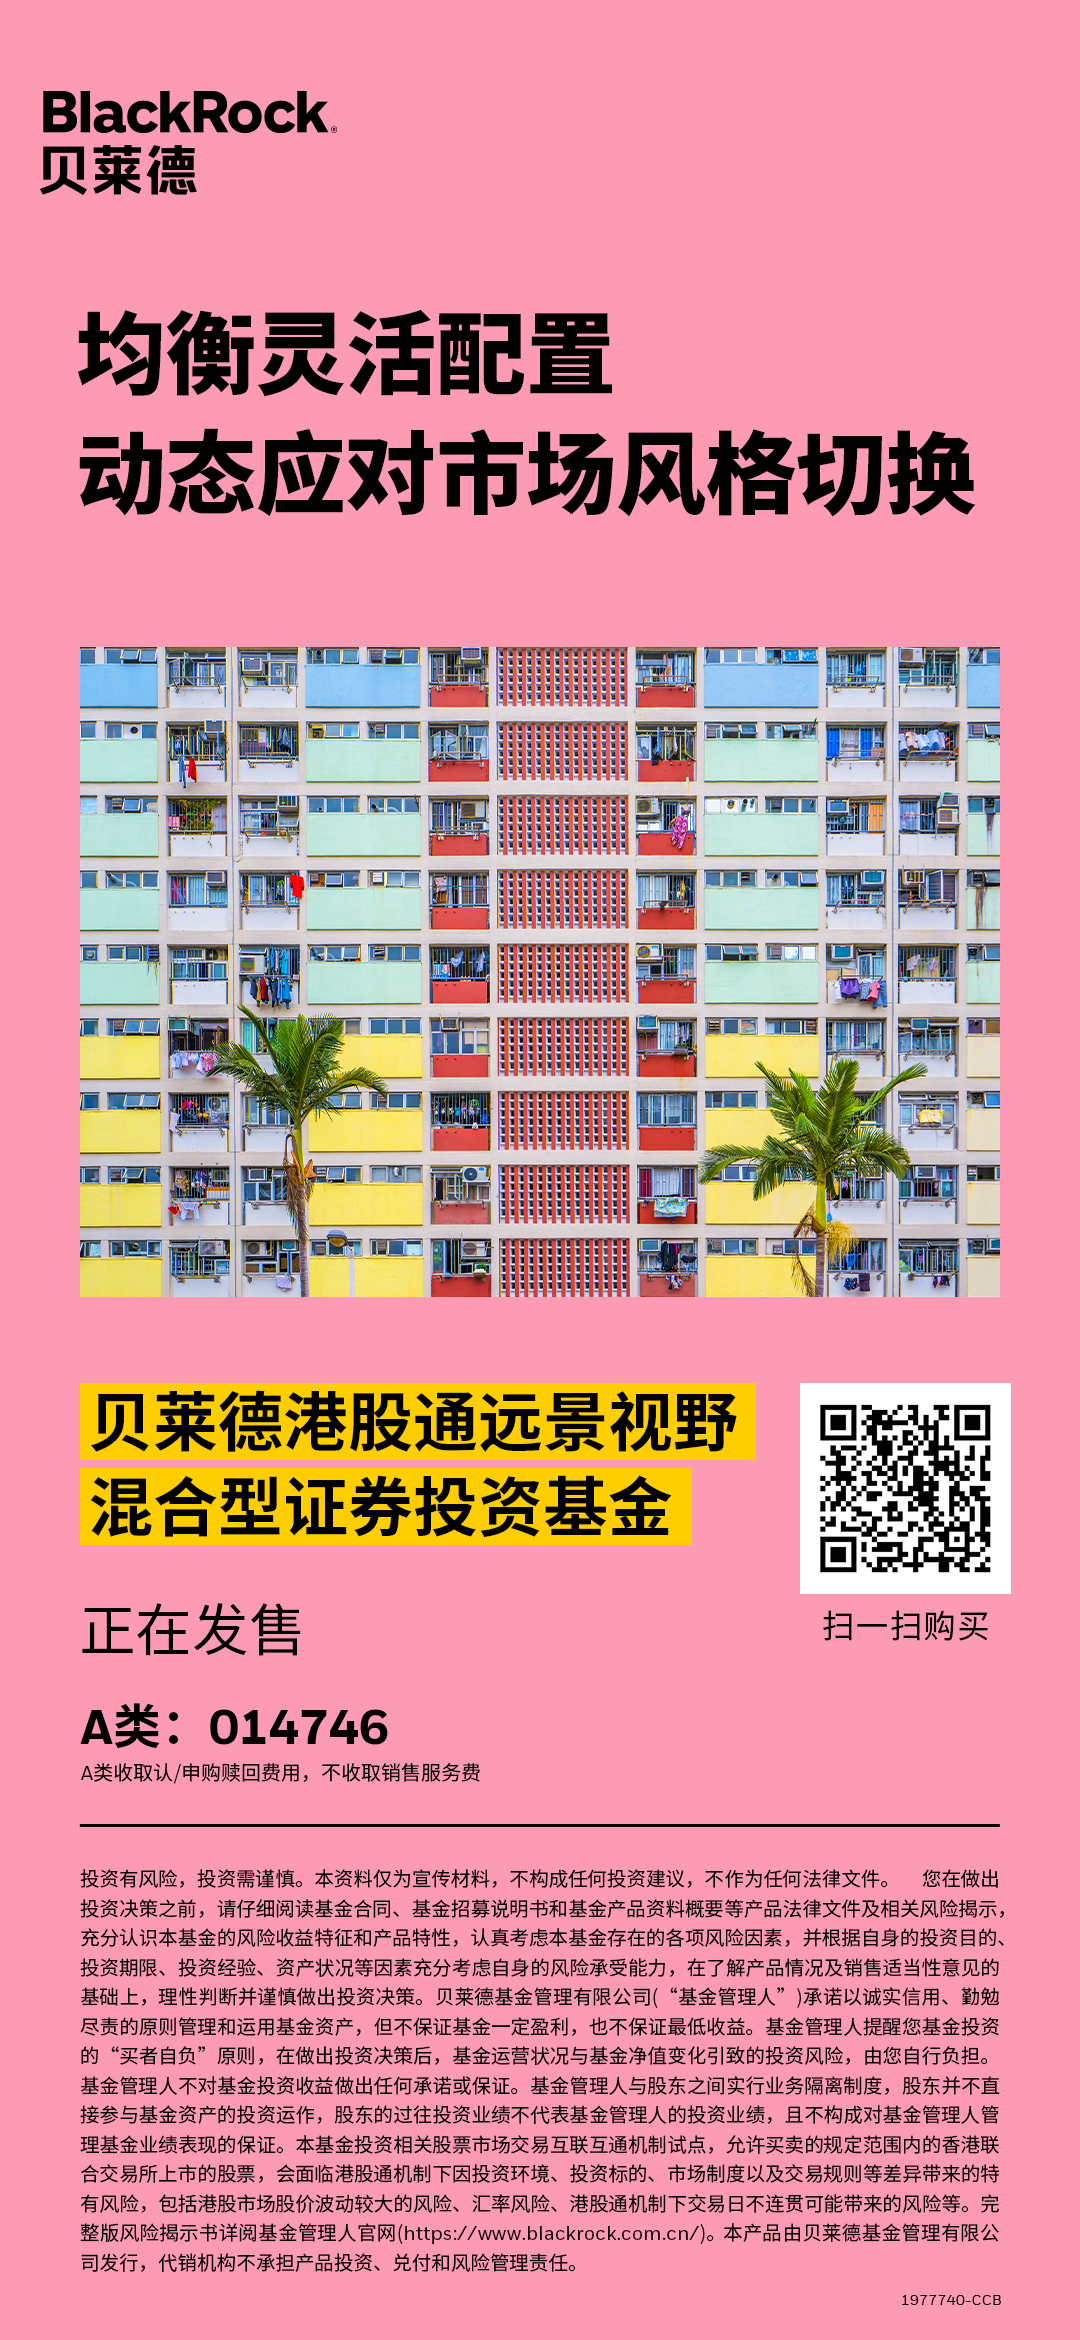 BlackRock®
贝莱德
均衡灵活配置
动态应对市场风格切换
贝莱德港股通远景视野
混合型证券投资基金
正在发售
扫一扫购买
A类：014746
A类收取认/申购赎回费用，不收取销售服务费
投资有风险，投资需谨慎。本资料仅为宣传材料，不构成任何投资建议，不作为任何法律文件。 您在做出
投资决策之前，请仔细阅读基金合同、基金招募说明书和基金产品资料概要等产品法律文件及相关风险揭示，
充分认识本基金的风险收益特征和产品特性，认真考虑本基金存在的各项风险因素，并根据自身的投资目的、
投资期限、投资经验、资产状况等因素充分考虑自身的风险承受能力，在了解产品情况及销售适当性意见的
基础上，理性判断并谨慎做出投资决策。贝莱德基金管理有限公司(“基金管理人”)承诺以诚实信用、勤勉
尽责的原则管理和运用基金资产，但不保证基金一定盈利，也不保证最低收益。基金管理人提醒您基金投资
的“买者自负”原则，在做出投资决策后，基金运营状况与基金净值变化引致的投资风险，由您自行负担。
基金管理人不对基金投资收益做出任何承诺或保证。基金管理人与股东之间实行业务隔离制度，股东并不直
接参与基金资产的投资运作，股东的过往投资业绩不代表基金管理人的投资业绩，且不构成对基金管理人管
理基金业绩表现的保证。本基金投资相关股票市场交易互联互通机制试点，允许买卖的规定范围内的香港联
合交易所上市的股票，会面临港股通机制下因投资环境、投资标的、市场制度以及交易规则等差异带来的特
有风险，包括港股市场股价波动较大的风险、汇率风险、港股通机制下交易日不连贯可能带来的风险等。完
整版风险揭示书详阅基金管理人官网(https://www.blackrock.com.cn/)。本产品由贝莱德基金管理有限公
司发行，代销机构不承担产品投资、兑付和风险管理责任。
1977740-CCB